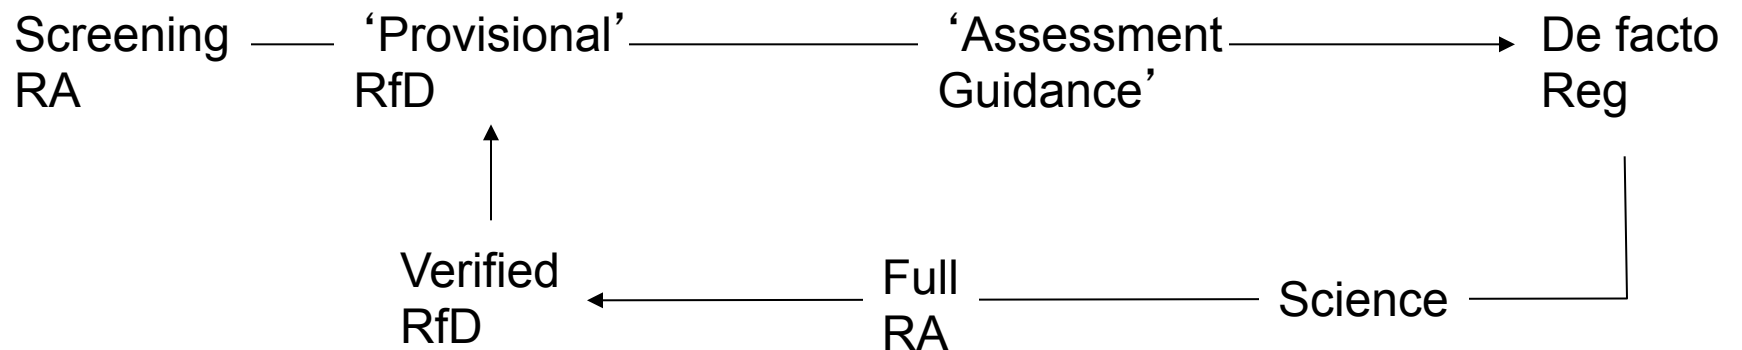 Screening
RA
‘Provisional’
RfD
‘Assessment
Guidance’
De facto
Reg
Verified
RfD
Full
RA
Science